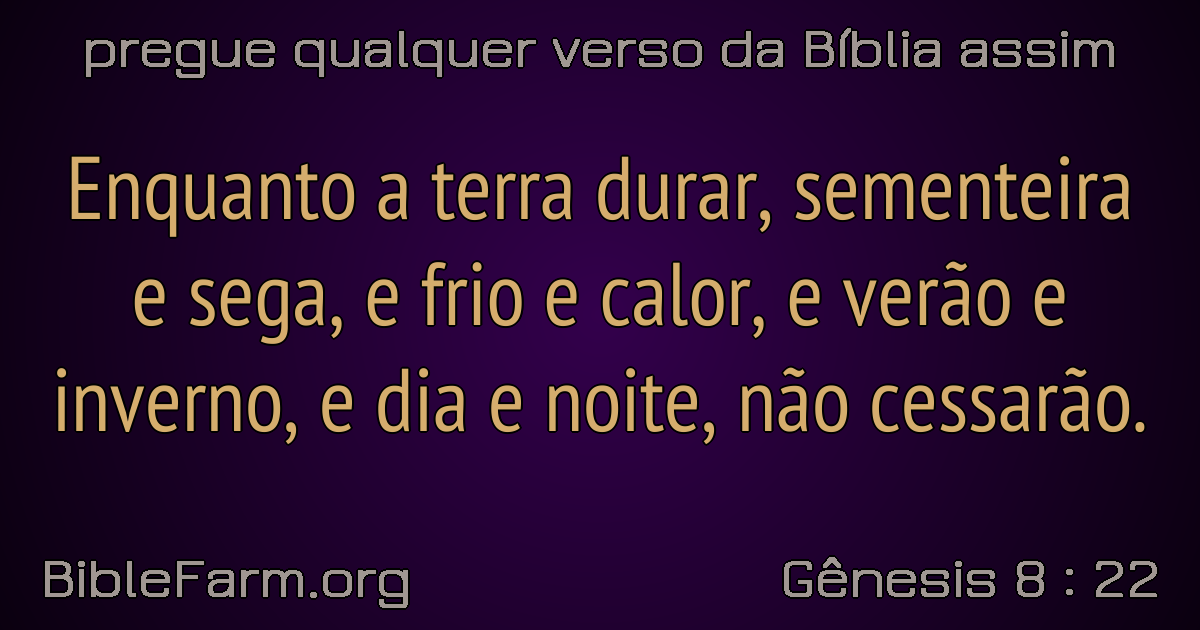 pregue qualquer verso da Bíblia assim
Enquanto a terra durar, sementeira
e sega, e frio e calor, e verão e
inverno, e dia e noite, não cessarão.
BibleFarm.org
Gênesis 8 : 22